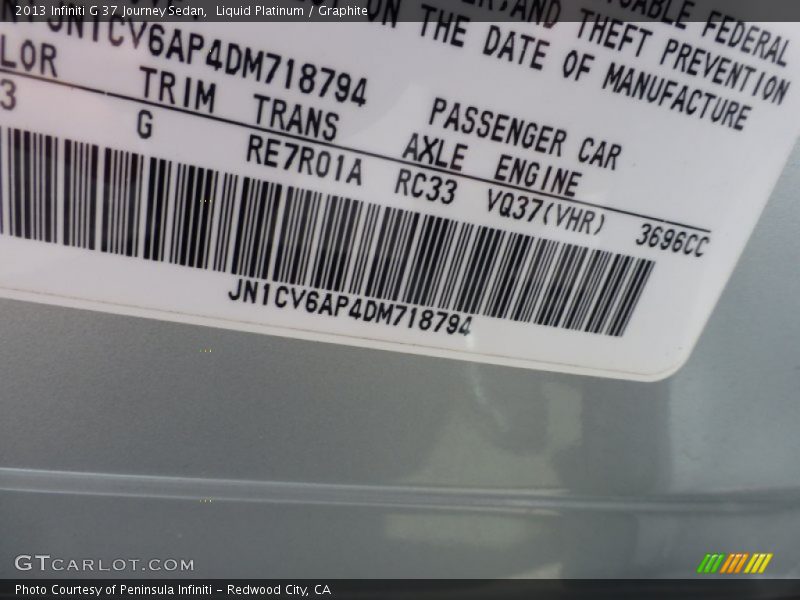 2013 Infiniti G 37 Journey Sedan, Liquid Platinum / Graphite
AND THEFT PREVENTION
FEDERAL
ON THE DATE OF MANUFACTURE
JN1CV6AP4DM718794
PASSENGER CAR
TRIM TRANS AXLE ENGINE
3 G RE7R01A RC33 VQ37(VHR) 3696CC
JN1CV6AP4DM718794
GTCARLOT.COM
Photo Courtesy of Peninsula Infiniti - Redwood City, CA